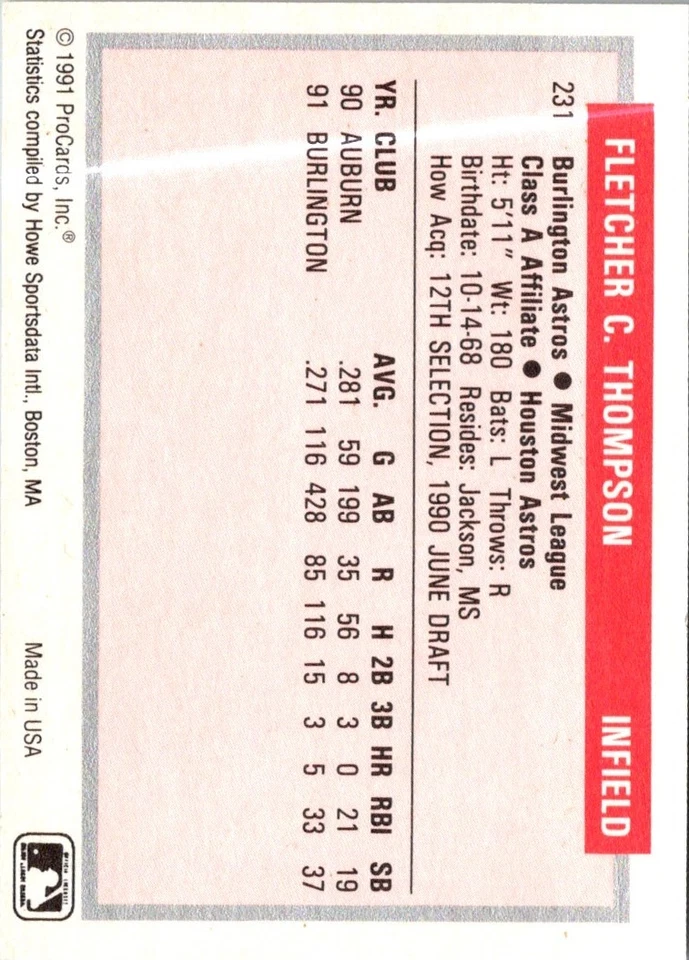 FLETCHER C. THOMPSON INFIELD
231 Burlington Astros ● Midwest League
Class A Affiliate ● Houston Astros
Ht: 5'11" Wt: 180 Bats: L Throws: R
Birthdate: 10-14-68 Resides: Jackson, MS
How Acq: 12TH SELECTION, 1990 JUNE DRAFT
YR. CLUB AVG. G AB R H 2B 3B HR RBI SB
90 AUBURN .281 59 199 35 56 8 3 0 21 19
91 BURLINGTON .271 116 428 85 116 15 3 5 33 37
© 1991 ProCards, Inc.®
Statistics compiled by Howe Sportsdata Intl., Boston, MA Made in USA